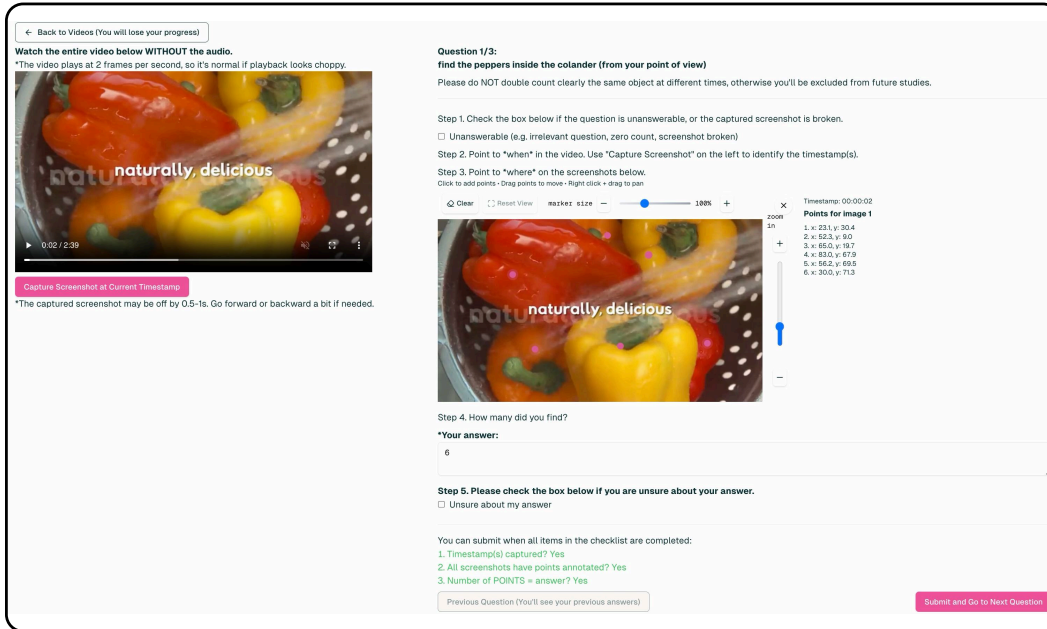 ← Back to Videos (You will lose your progress)
Watch the entire video below WITHOUT the audio.
*The video plays at 2 frames per second, so it's normal if playback looks choppy.
naturally, delicious
0:02 / 2:39
Capture Screenshot at Current Timestamp
*The captured screenshot may be off by 0.5-1s. Go forward or backward a bit if needed.
Question 1/3:
find the peppers inside the colander (from your point of view)
Please do NOT double count clearly the same object at different times, otherwise you'll be excluded from future studies.
Step 1. Check the box below if the question is unanswerable, or the captured screenshot is broken.
Unanswerable (e.g. irrelevant question, zero count, screenshot broken)
Step 2. Point to *when* in the video. Use "Capture Screenshot" on the left to identify the timestamp(s).
Step 3. Point to *where* on the screenshots below.
Click to add points • Drag points to move • Right click + drag to pan
Clear Reset View marker size − 100% +
zoom in
+
−
naturally, delicious
Timestamp: 00:00:02
Points for image 1
1. x: 23.1, y: 30.4
2. x: 52.3, y: 9.0
3. x: 65.0, y: 19.7
4. x: 83.0, y: 67.9
5. x: 56.2, y: 69.5
6. x: 30.0, y: 71.3
Step 4. How many did you find?
*Your answer:
6
Step 5. Please check the box below if you are unsure about your answer.
Unsure about my answer
You can submit when all items in the checklist are completed:
1. Timestamp(s) captured? Yes
2. All screenshots have points annotated? Yes
3. Number of POINTS = answer? Yes
Previous Question (You'll see your previous answers)
Submit and Go to Next Question